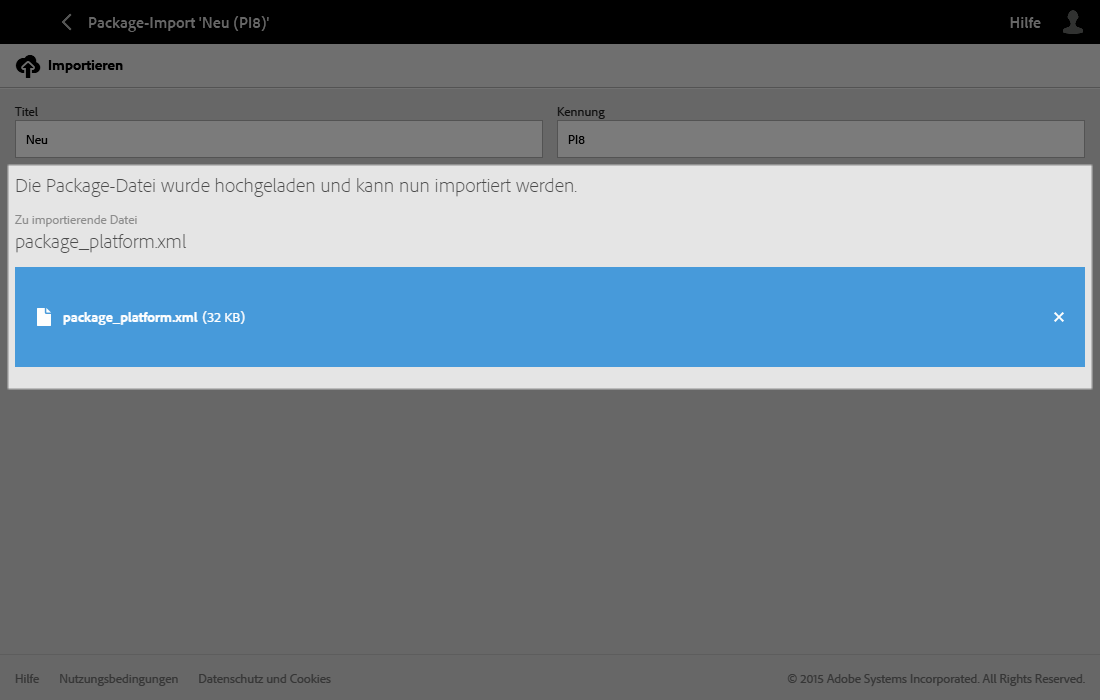 Package-Import 'Neu (PI8)'
Hilfe
Importieren
Titel
Kennung
Neu
PI8
Die Package-Datei wurde hochgeladen und kann nun importiert werden.
Zu importierende Datei
package_platform.xml
package_platform.xml (32 KB)
Hilfe Nutzungsbedingungen Datenschutz und Cookies © 2015 Adobe Systems Incorporated. All Rights Reserved.